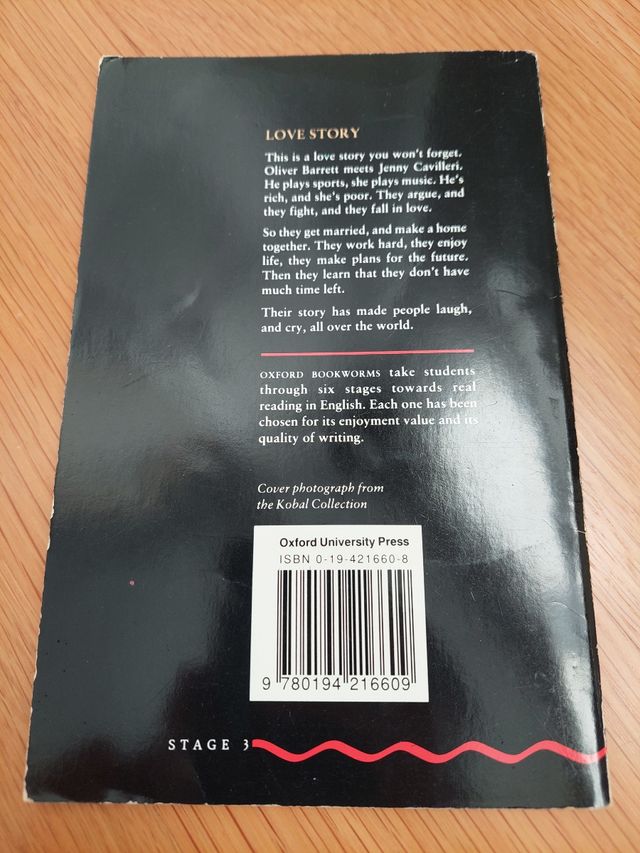 LOVE STORY
This is a love story you won't forget.
Oliver Barrett meets Jenny Cavilleri.
He plays sports, she plays music. He's
rich, and she's poor. They argue, and
they fight, and they fall in love.
So they get married, and make a home
together. They work hard, they enjoy
life, they make plans for the future.
Then they learn that they don't have
much time left.
Their story has made people laugh,
and cry, all over the world.
OXFORD BOOKWORMS take students
through six stages towards real
reading in English. Each one has been
chosen for its enjoyment value and its
quality of writing.
Cover photograph from
the Kobal Collection
Oxford University Press
ISBN 0-19-421660-8
9 780194 216609
STAGE 3